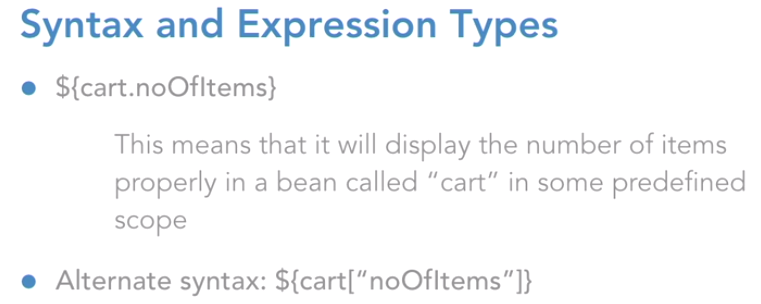 Syntax and Expression Types
● ${cart.noOfItems}
This means that it will display the number of items
properly in a bean called “cart” in some predefined
scope
● Alternate syntax: ${cart[“noOfItems”]}